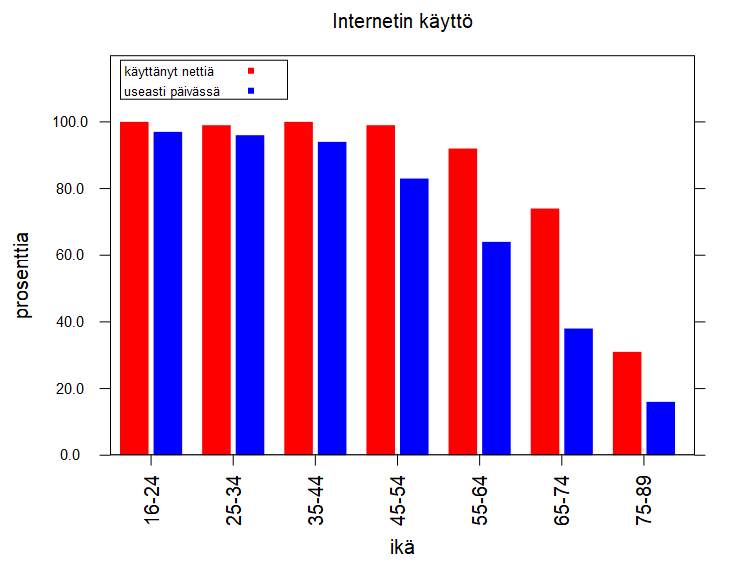 Internetin käyttö
käyttänyt nettiä
useasti päivässä
100.0
80.0
60.0
40.0
20.0
0.0
prosenttia
16-24
25-34
35-44
45-54
55-64
65-74
75-89
ikä